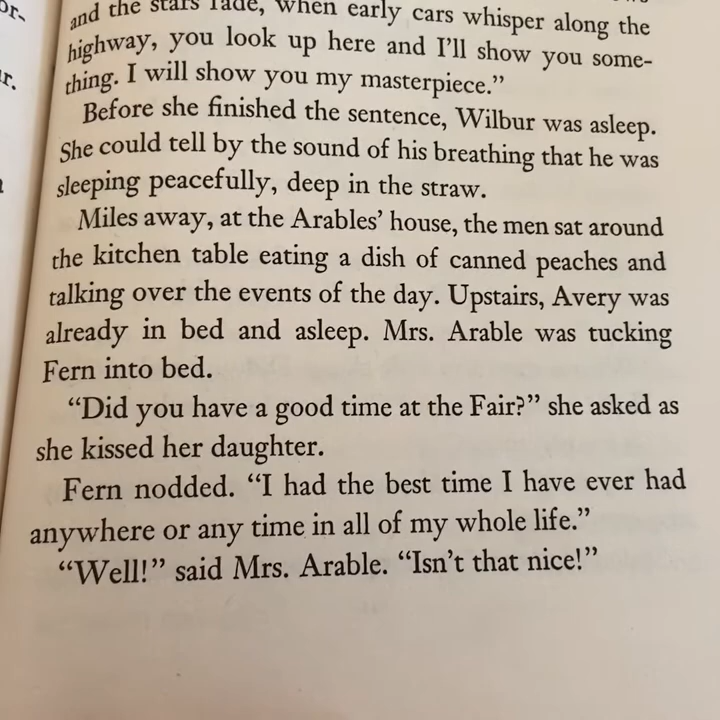 or-
r.
and the stars fade, when early cars whisper along the
highway, you look up here and I'll show you some-
thing. I will show you my masterpiece.”
Before she finished the sentence, Wilbur was asleep.
She could tell by the sound of his breathing that he was
sleeping peacefully, deep in the straw.
Miles away, at the Arables’ house, the men sat around
the kitchen table eating a dish of canned peaches and
talking over the events of the day. Upstairs, Avery was
already in bed and asleep. Mrs. Arable was tucking
Fern into bed.
“Did you have a good time at the Fair?” she asked as
she kissed her daughter.
Fern nodded. “I had the best time I have ever had
anywhere or any time in all of my whole life.”
“Well!” said Mrs. Arable. “Isn’t that nice!”